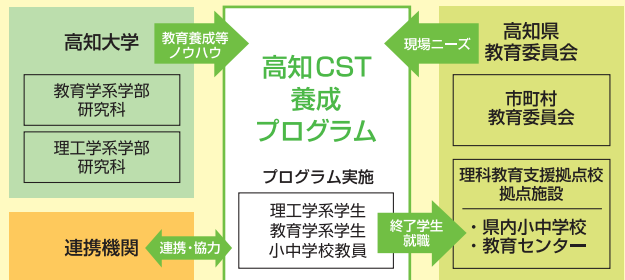 高知大学
教育学系学部
研究科
理工学系学部
研究科
連携機関
教育養成等
ノウハウ
連携・協力
高知CST
養成
プログラム
プログラム実施
理工学系学生
教育学系学生
小中学校教員
現場ニーズ
終了学生
就職
高知県
教育委員会
市町村
教育委員会
理科教育支援拠点校
拠点施設
・県内小中学校
・教育センター